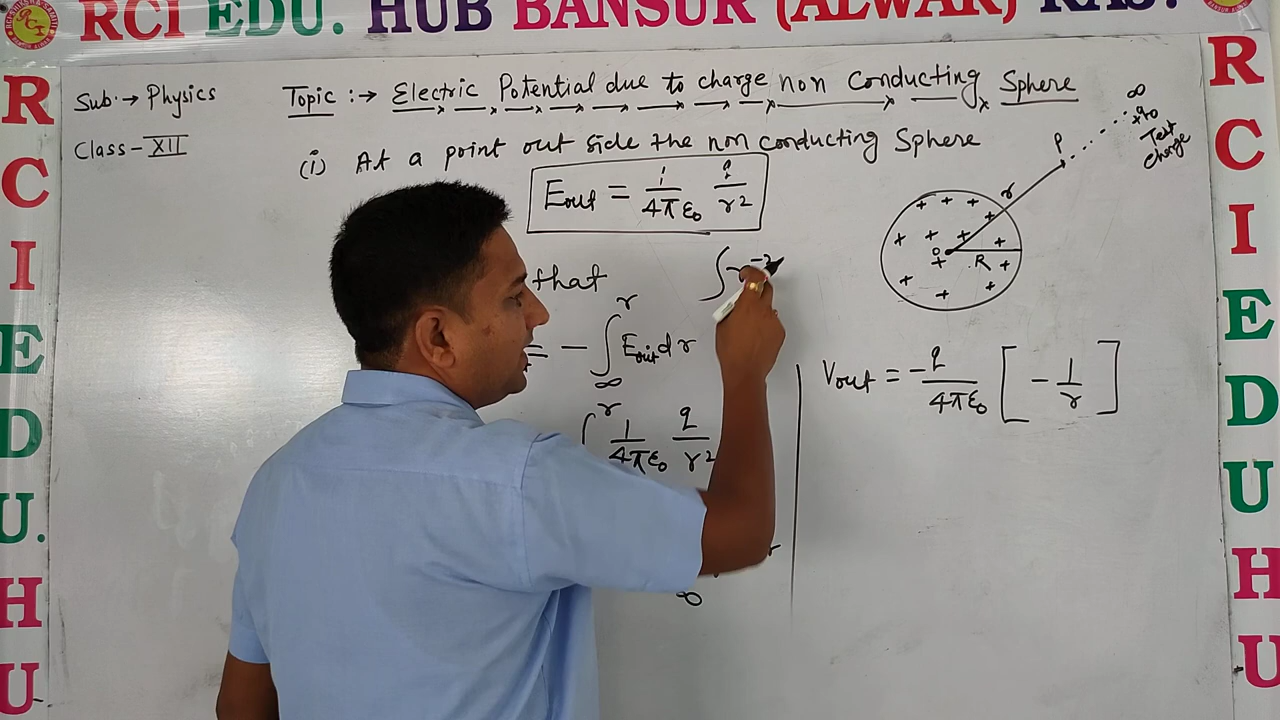 RCI EDU. HUB BANSUR (ALWAR) RAJ.
R
C
I
E
D
U.
H
U
Sub.→ Physics
Class - XII
Topic :→ Electric Potential due to charge non Conducting Sphere
(i) At a point out side the non conducting Sphere
Eout = 1/4πε₀ q/r²
that
= - ∫∞^r Eout dr
∫^r 1/4πε₀ q/r²
∞
∫r⁻²
∞
+q₀
Test
charge
P
r
+ + + + + + + + + + + + + +
O
R
Vout = -q/4πε₀ [ - 1/r ]
R
C
I
E
D
U
H
U